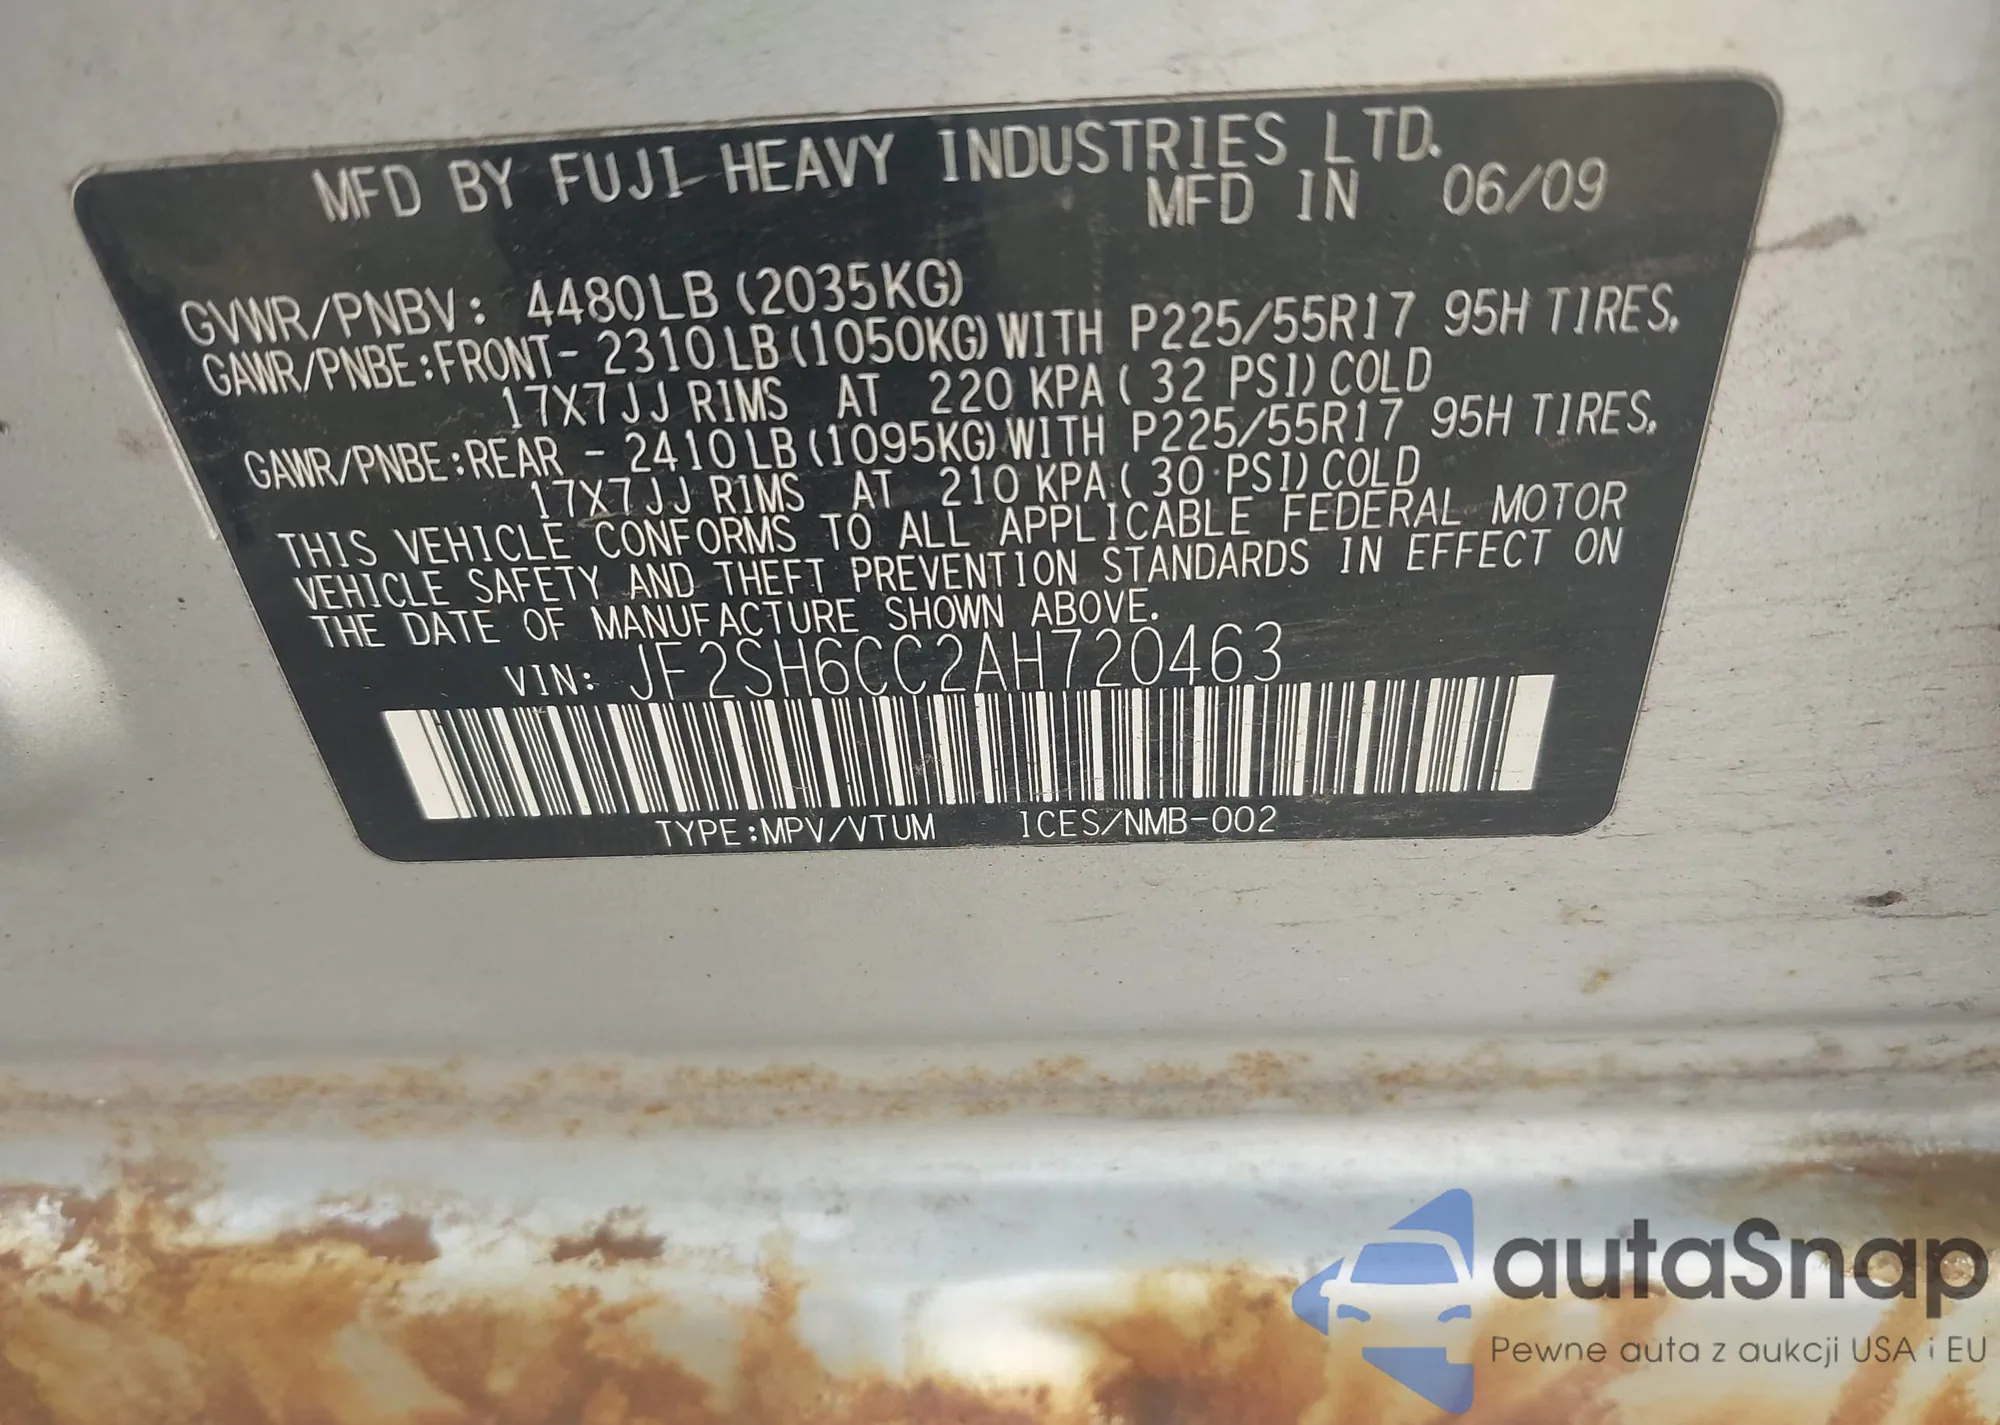 MFD BY FUJI HEAVY INDUSTRIES LTD.
MFD IN 06/09
GVWR/PNBV: 4480LB (2035KG)
GAWR/PNBE:FRONT- 2310LB(1050KG)WITH P225/55R17 95H TIRES,
17X7JJ RIMS AT 220 KPA( 32 PSI)COLD
GAWR/PNBE:REAR - 2410LB(1095KG)WITH P225/55R17 95H TIRES,
17X7JJ RIMS AT 210 KPA( 30 PSI)COLD
THIS VEHICLE CONFORMS TO ALL APPLICABLE FEDERAL MOTOR
VEHICLE SAFETY AND THEFT PREVENTION STANDARDS IN EFFECT ON
THE DATE OF MANUFACTURE SHOWN ABOVE.
VIN: JF2SH6CC2AH720463
TYPE:MPV/VTUM ICES/NMB-002
autaSnap
Pewne auta z aukcji USA i EU